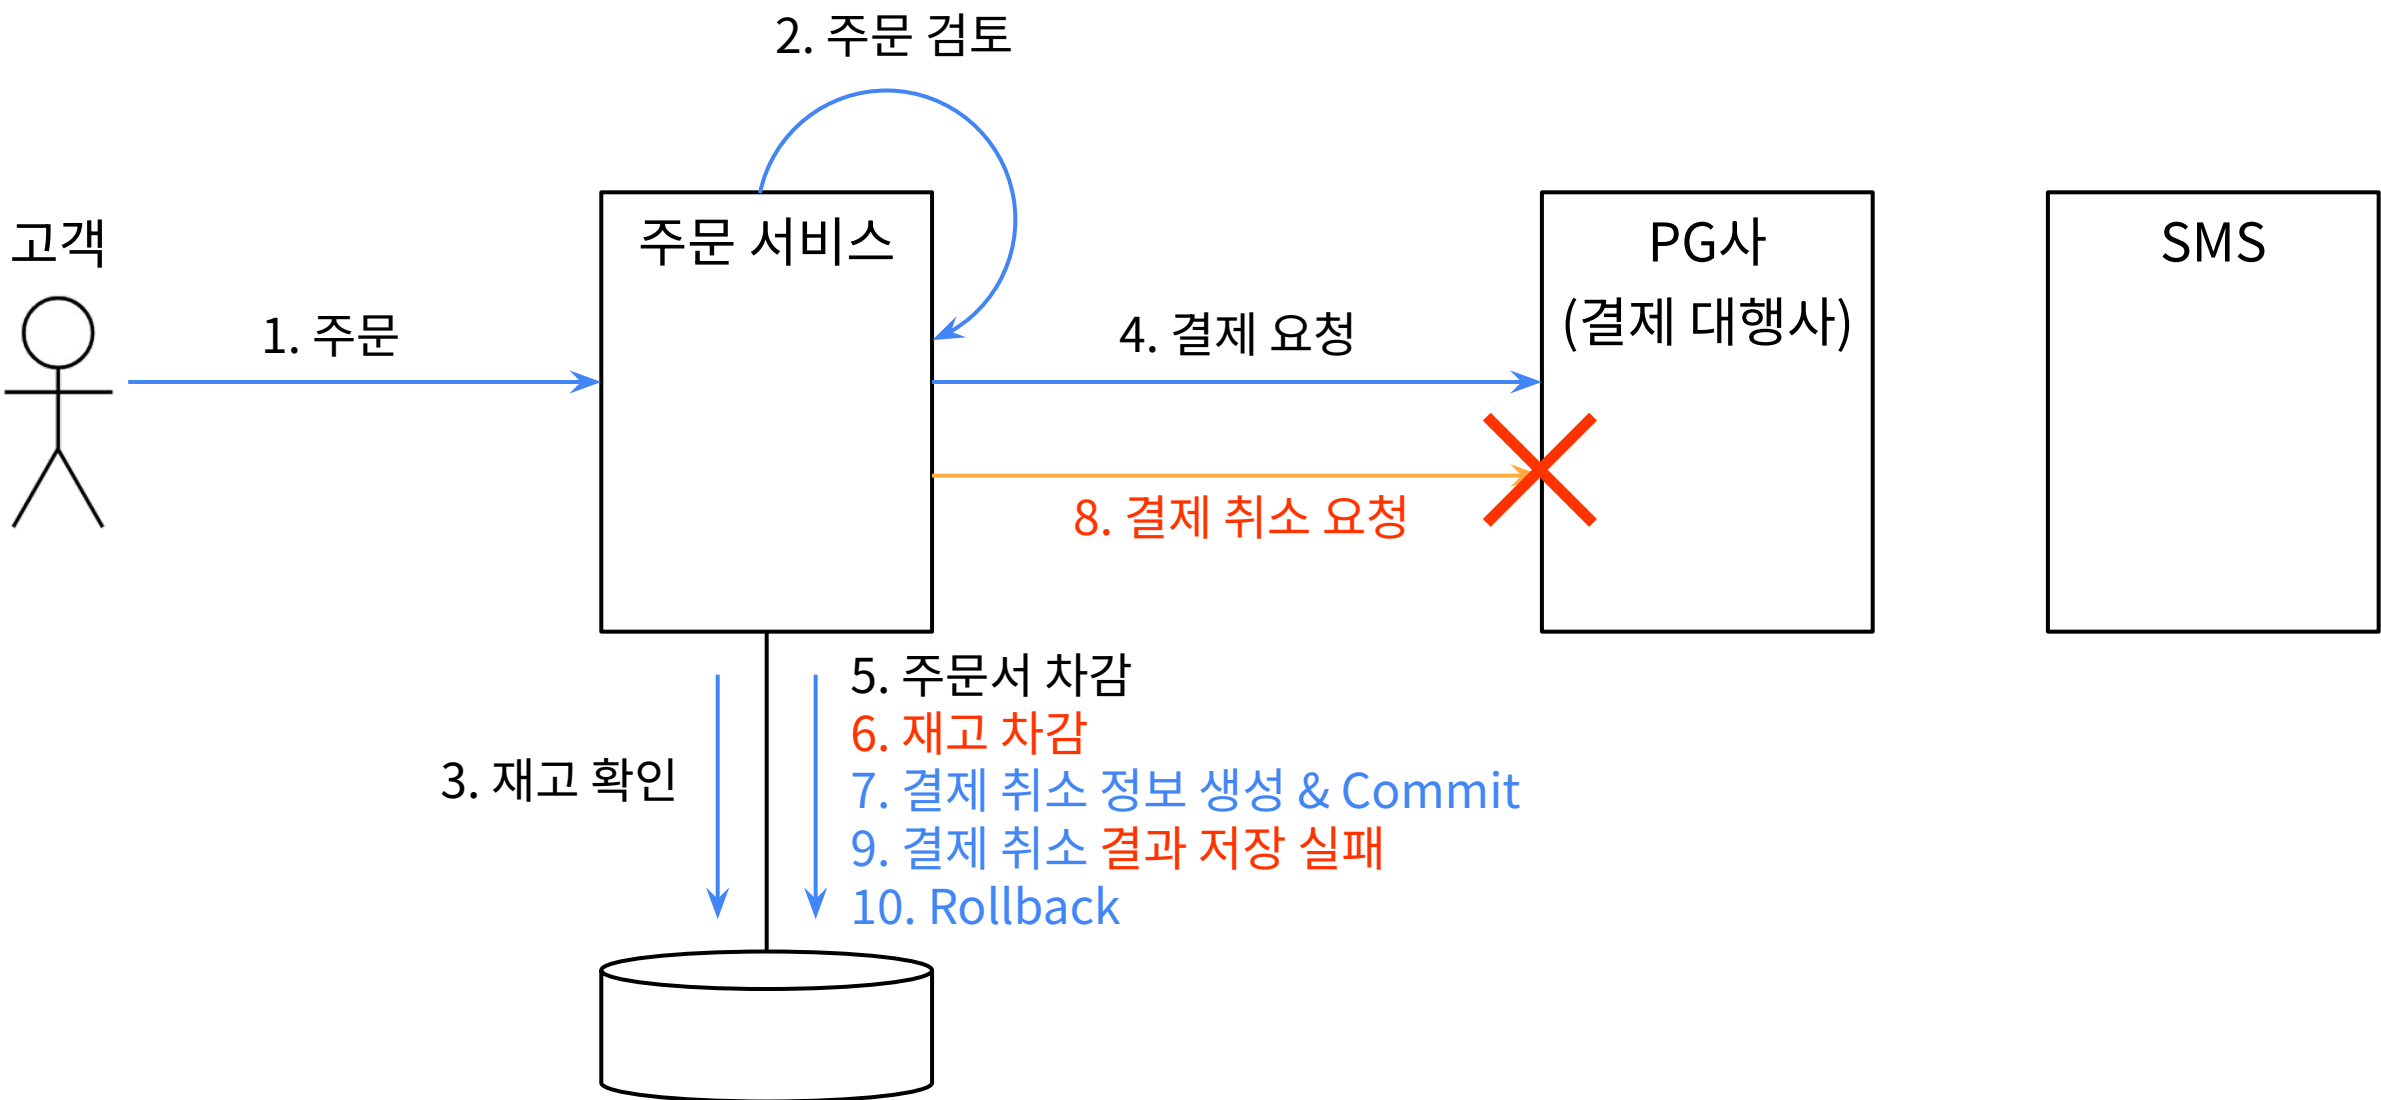 2. 주문 검토
고객
1. 주문
주문 서비스
4. 결제 요청
8. 결제 취소 요청
PG사
(결제 대행사)
SMS
3. 재고 확인
5. 주문서 차감
6. 재고 차감
7. 결제 취소 정보 생성 & Commit
9. 결제 취소 결과 저장 실패
10. Rollback